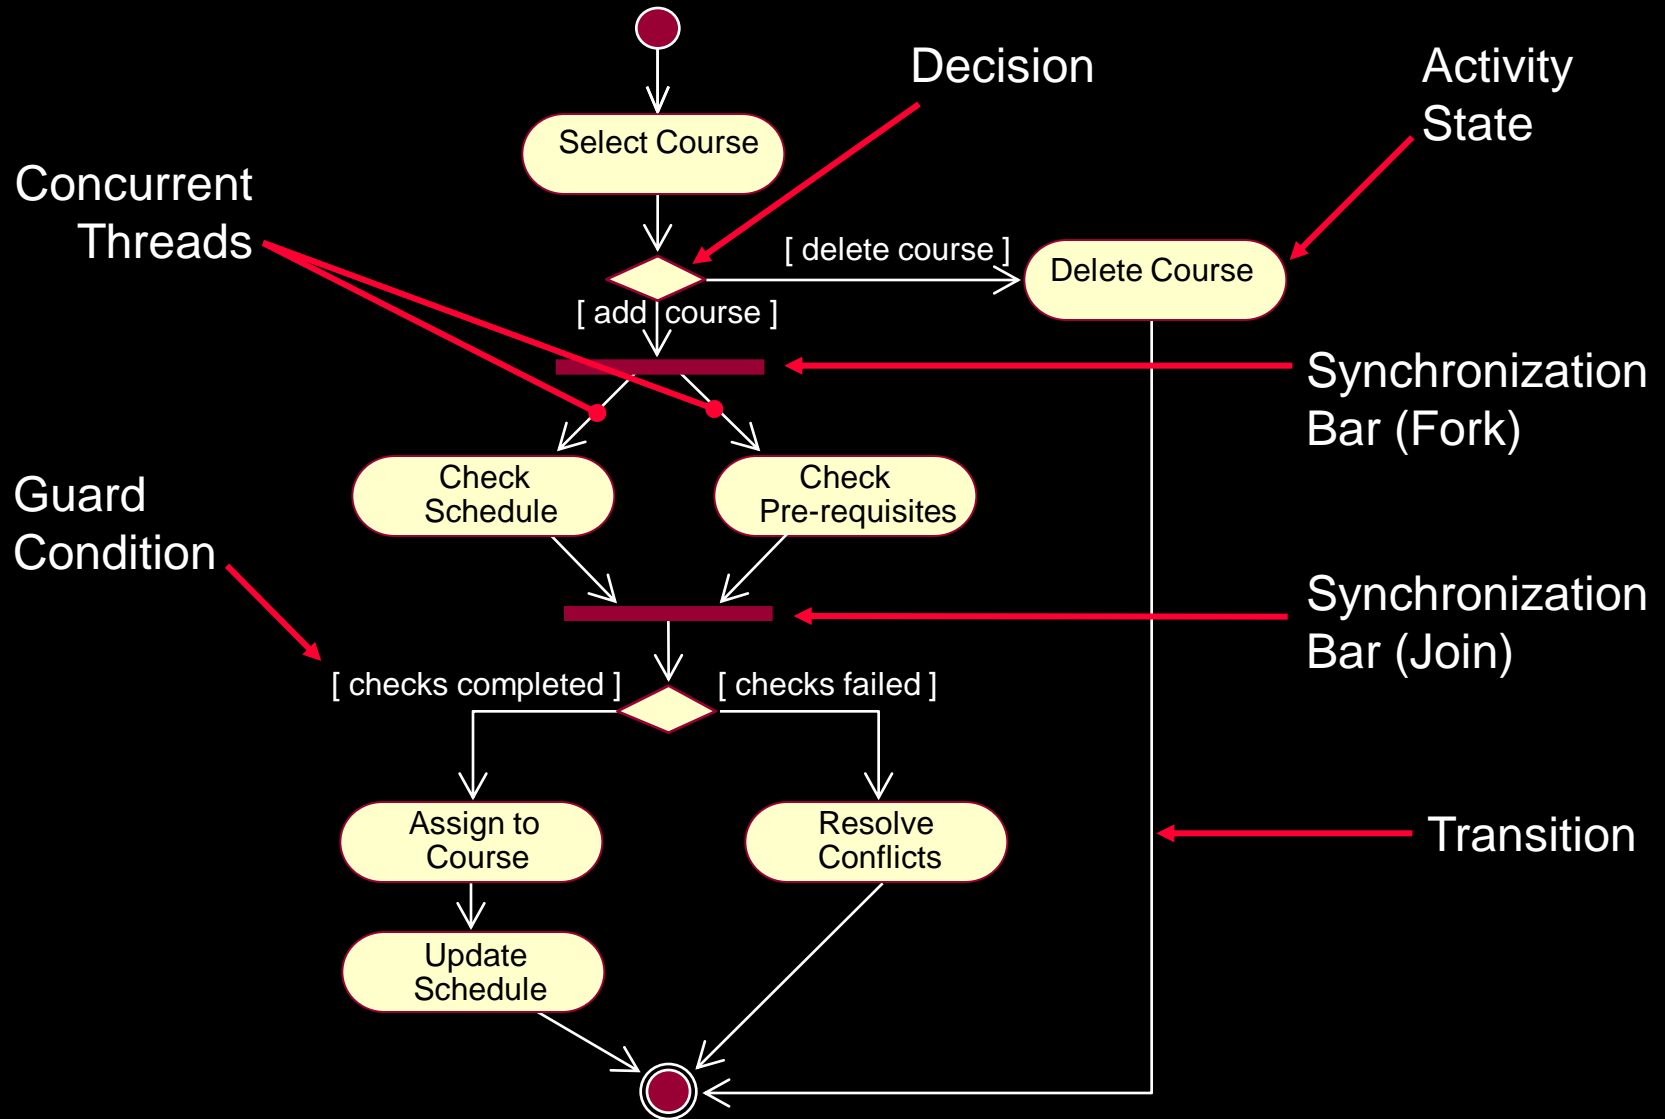 Decision
Activity
State
Select Course
Concurrent
Threads
[ delete course ]
Delete Course
[ add course ]
Synchronization
Bar (Fork)
Check
Schedule
Check
Pre-requisites
Guard
Condition
Synchronization
Bar (Join)
[ checks completed ]
[ checks failed ]
Assign to
Course
Resolve
Conflicts
Transition
Update
Schedule